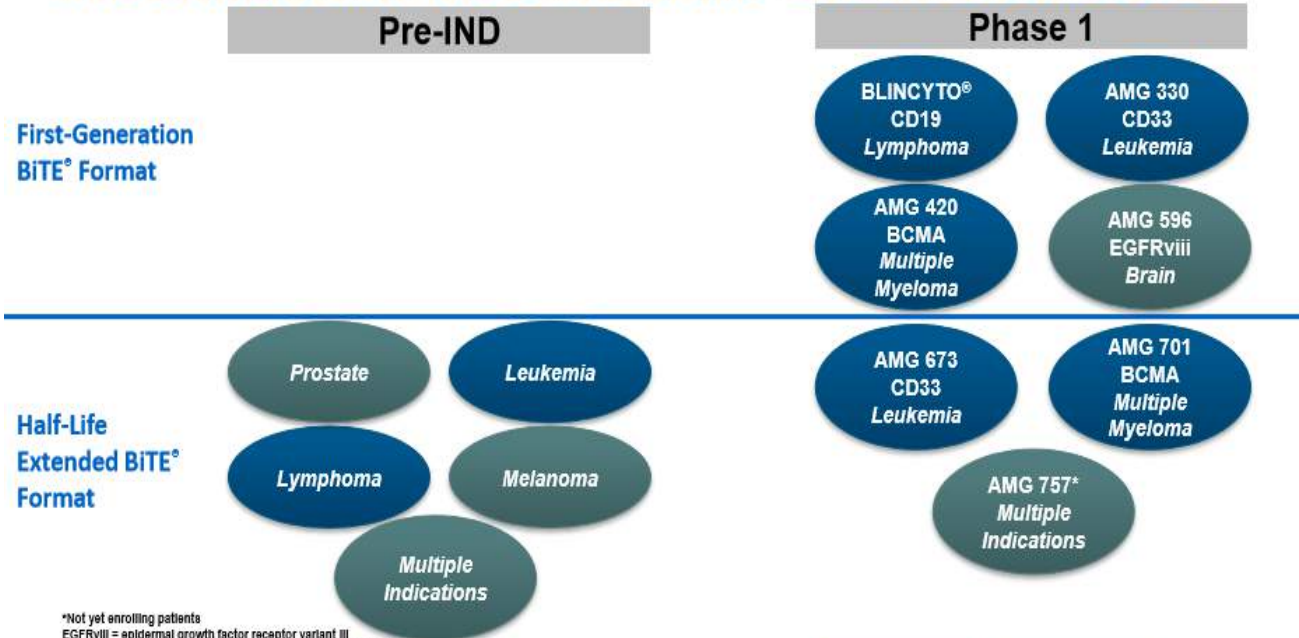 Pre-IND
Phase 1
First-Generation
BiTE® Format
BLINCYTO®
CD19
Lymphoma
AMG 330
CD33
Leukemia
AMG 420
BCMA
Multiple
Myeloma
AMG 596
EGFRviii
Brain
Half-Life
Extended BiTE®
Format
Prostate
Leukemia
Lymphoma
Melanoma
Multiple
Indications
AMG 673
CD33
Leukemia
AMG 701
BCMA
Multiple
Myeloma
AMG 757*
Multiple
Indications
*Not yet enrolling patients
EGFRviii = epidermal growth factor receptor variant III